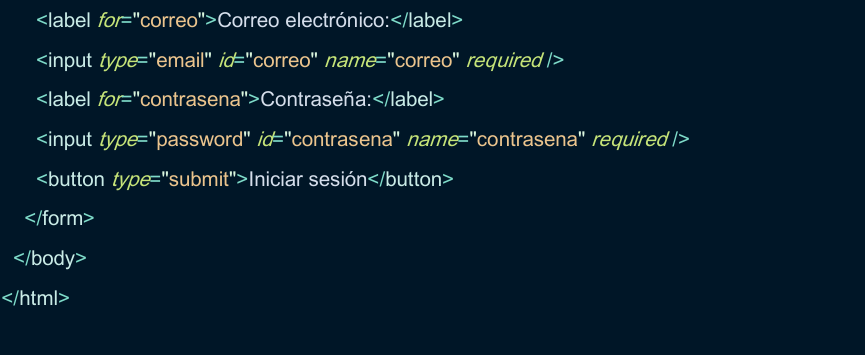 <label for="correo">Correo electrónico:</label>
<input type="email" id="correo" name="correo" required />
<label for="contrasena">Contraseña:</label>
<input type="password" id="contrasena" name="contrasena" required />
<button type="submit">Iniciar sesión</button>
</form>
</body>
</html>